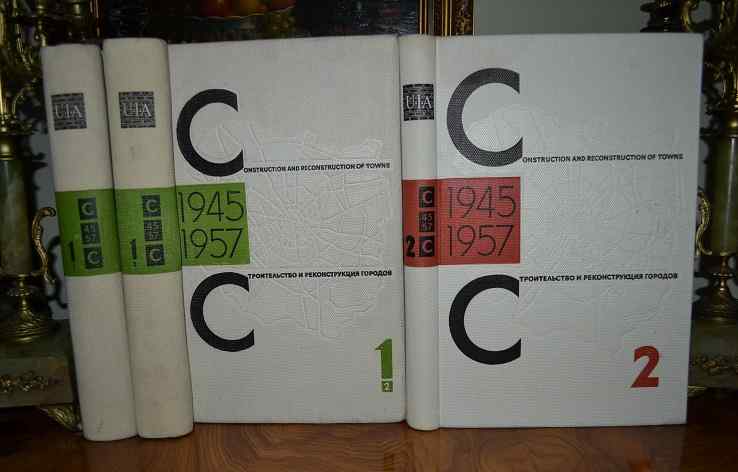 UIA
1
C
45
57
C
UIA
1
C
45
57
C
CONSTRUCTION AND RECONSTRUCTION OF TOWNS
1945
1957
СТРОИТЕЛЬСТВО И РЕКОНСТРУКЦИЯ ГОРОДОВ
1
2
UIA
2
C
45
57
C
CONSTRUCTION AND RECONSTRUCTION OF TOWNS
1945
1957
СТРОИТЕЛЬСТВО И РЕКОНСТРУКЦИЯ ГОРОДОВ
2